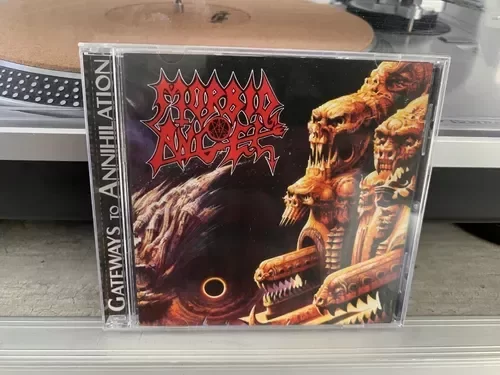 GATEWAYS TO ANNIHILATION
MORBID
ANGEL